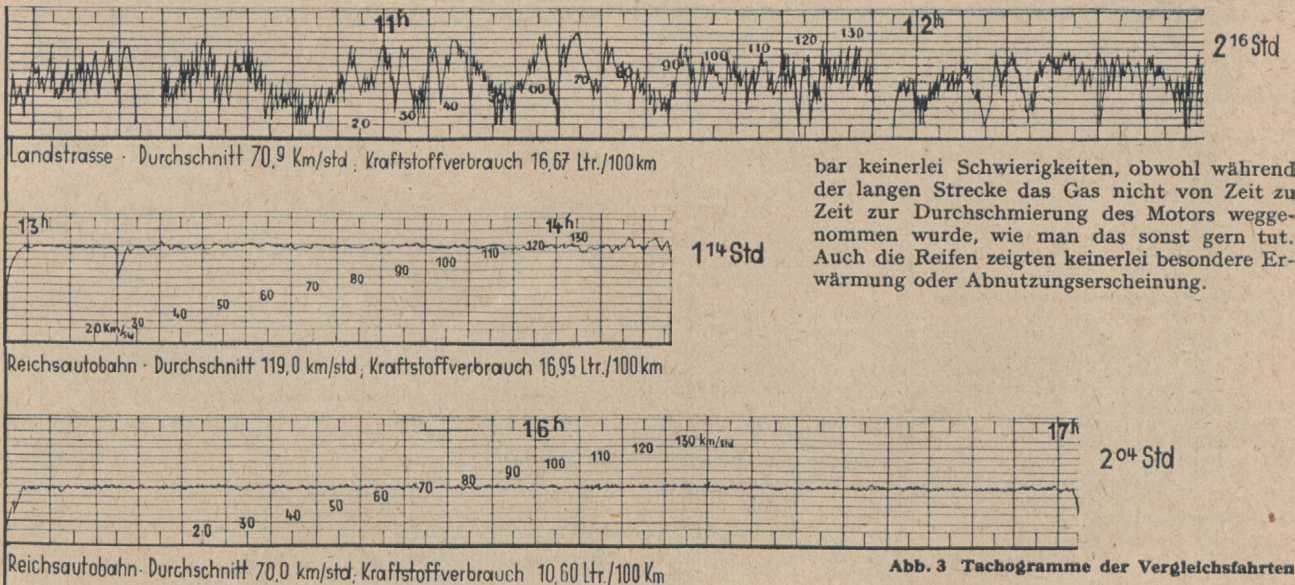 11h 12h
20 30 40 60 70 80 90 100 110 120 130
2 16 Std
Landstrasse · Durchschnitt 70,9 Km/std, Kraftstoffverbrauch 16,67 Ltr./100 km
bar keinerlei Schwierigkeiten, obwohl während
der langen Strecke das Gas nicht von Zeit zu
Zeit zur Durchschmierung des Motors wegge-
nommen wurde, wie man das sonst gern tut.
Auch die Reifen zeigten keinerlei besondere Er-
wärmung oder Abnutzungserscheinung.
13h 14h
20 Km/std 30 40 50 60 70 80 90 100 110 120 130
1 14 Std
Reichsautobahn · Durchschnitt 119,0 km/std, Kraftstoffverbrauch 16,95 Ltr./100 km
16h 17h
20 30 40 50 60 70 80 90 100 110 120 130 km/std
2 04 Std
Reichsautobahn · Durchschnitt 70,0 km/std, Kraftstoffverbrauch 10,60 Ltr./100 Km
Abb. 3 Tachogramme der Vergleichsfahrten